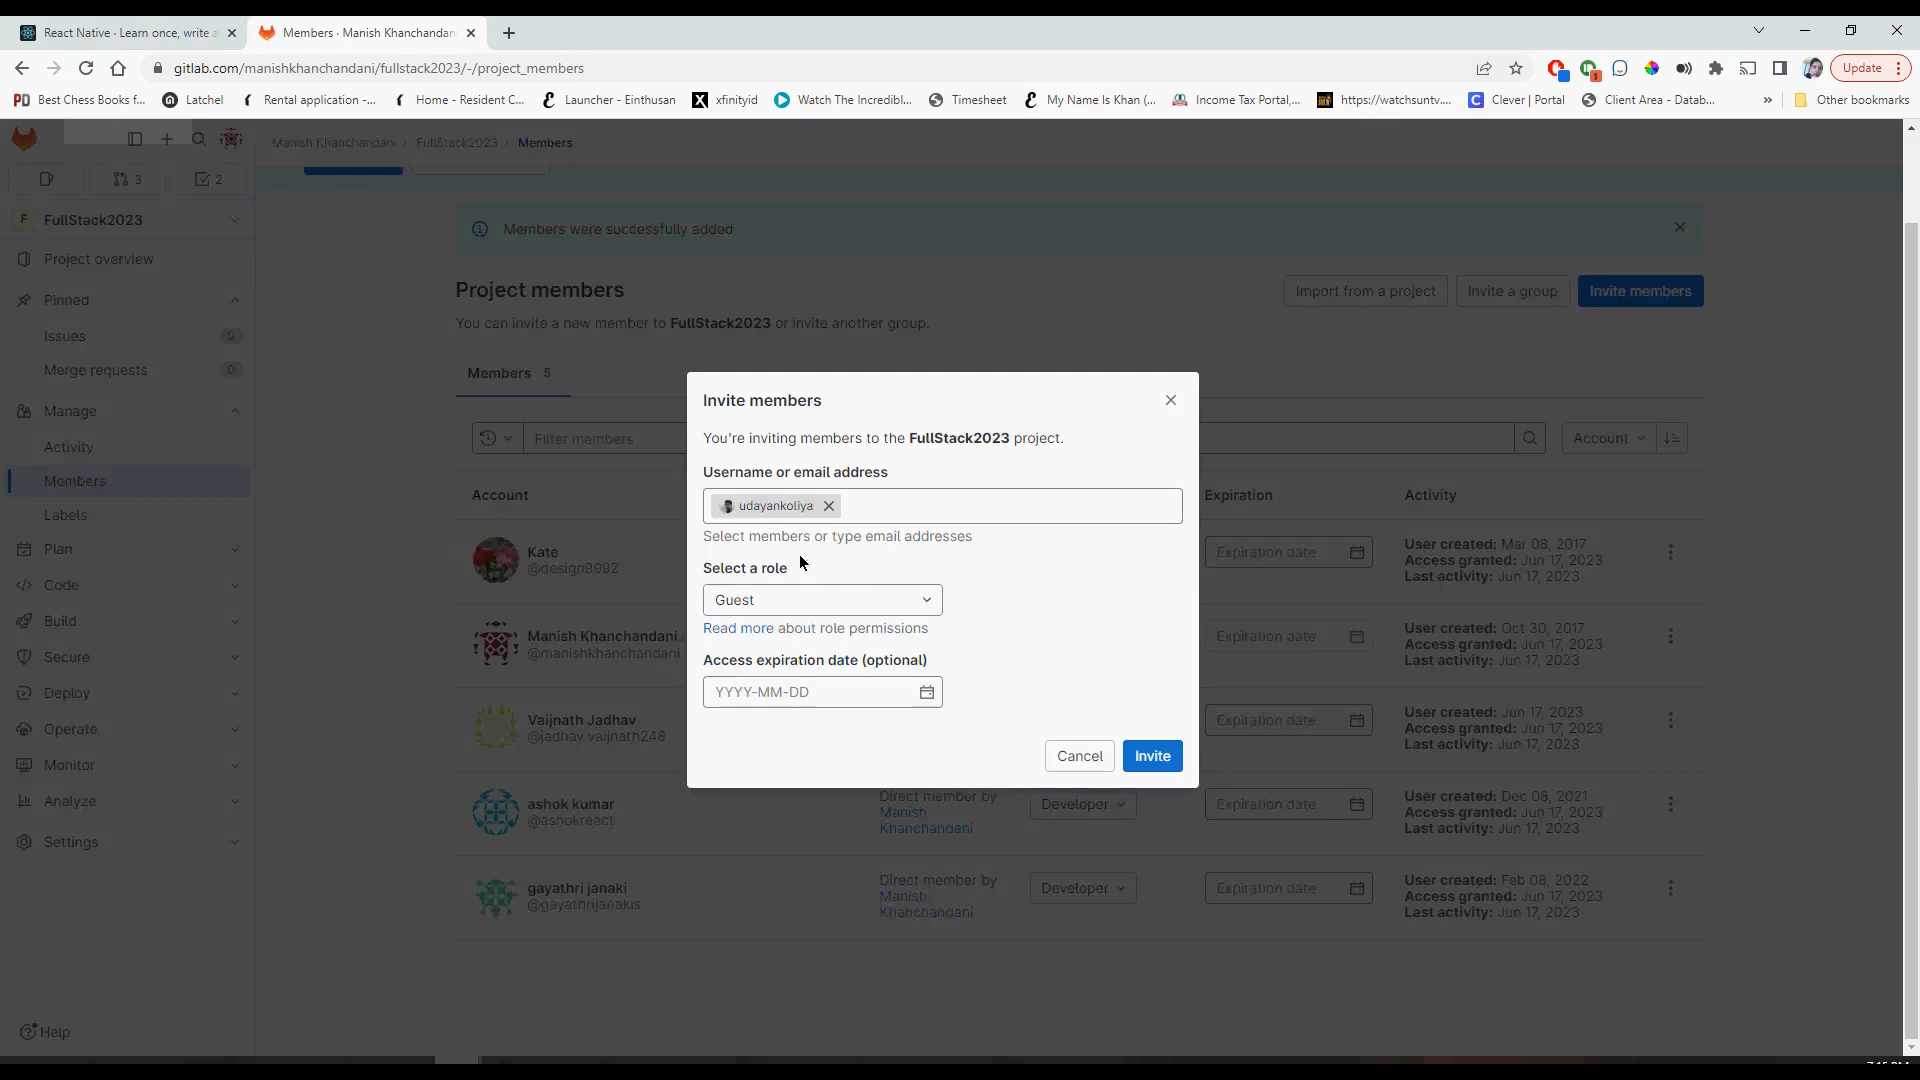 React Native · Learn once, write a
Members · Manish Khanchandan
gitlab.com/manishkhanchandani/fullstack2023/-/project_members
Update
Best Chess Books f...
Latchel
Rental application -...
Home - Resident C...
Launcher - Einthusan
xfinityid
Watch The Incredibl...
Timesheet
My Name Is Khan (...
Income Tax Portal,...
https://watchsuntv....
Clever | Portal
Client Area - Datab...
»
Other bookmarks
Manish Khanchandani / FullStack2023 / Members
3
2
F FullStack2023
Project overview
Pinned
Issues 0
Merge requests 0
Manage
Activity
Members
Labels
Plan
Code
Build
Secure
Deploy
Operate
Monitor
Analyze
Settings
Help
Members were successfully added
Project members
Import from a project
Invite a group
Invite members
You can invite a new member to FullStack2023 or invite another group.
Members 5
Filter members
Account
Account
Expiration
Activity
Kate
@design9992
Expiration date
User created: Mar 08, 2017
Access granted: Jun 17, 2023
Last activity: Jun 17, 2023
Manish Khanchandani
@manishkhanchandani
Expiration date
User created: Oct 30, 2017
Access granted: Jun 17, 2023
Last activity: Jun 17, 2023
Vaijnath Jadhav
@jadhav.vaijnath246
Expiration date
User created: Jun 17, 2023
Access granted: Jun 17, 2023
Last activity: Jun 17, 2023
ashok kumar
@ashokreact
Direct member by
Manish
Khanchandani
Developer
Expiration date
User created: Dec 08, 2021
Access granted: Jun 17, 2023
Last activity: Jun 17, 2023
gayathri janaki
@gayathrijanakis
Direct member by
Manish
Khanchandani
Developer
Expiration date
User created: Feb 08, 2022
Access granted: Jun 17, 2023
Last activity: Jun 17, 2023
Invite members
You're inviting members to the FullStack2023 project.
Username or email address
udayankoliya
Select members or type email addresses
Select a role
Guest
Read more about role permissions
Access expiration date (optional)
YYYY-MM-DD
Cancel
Invite